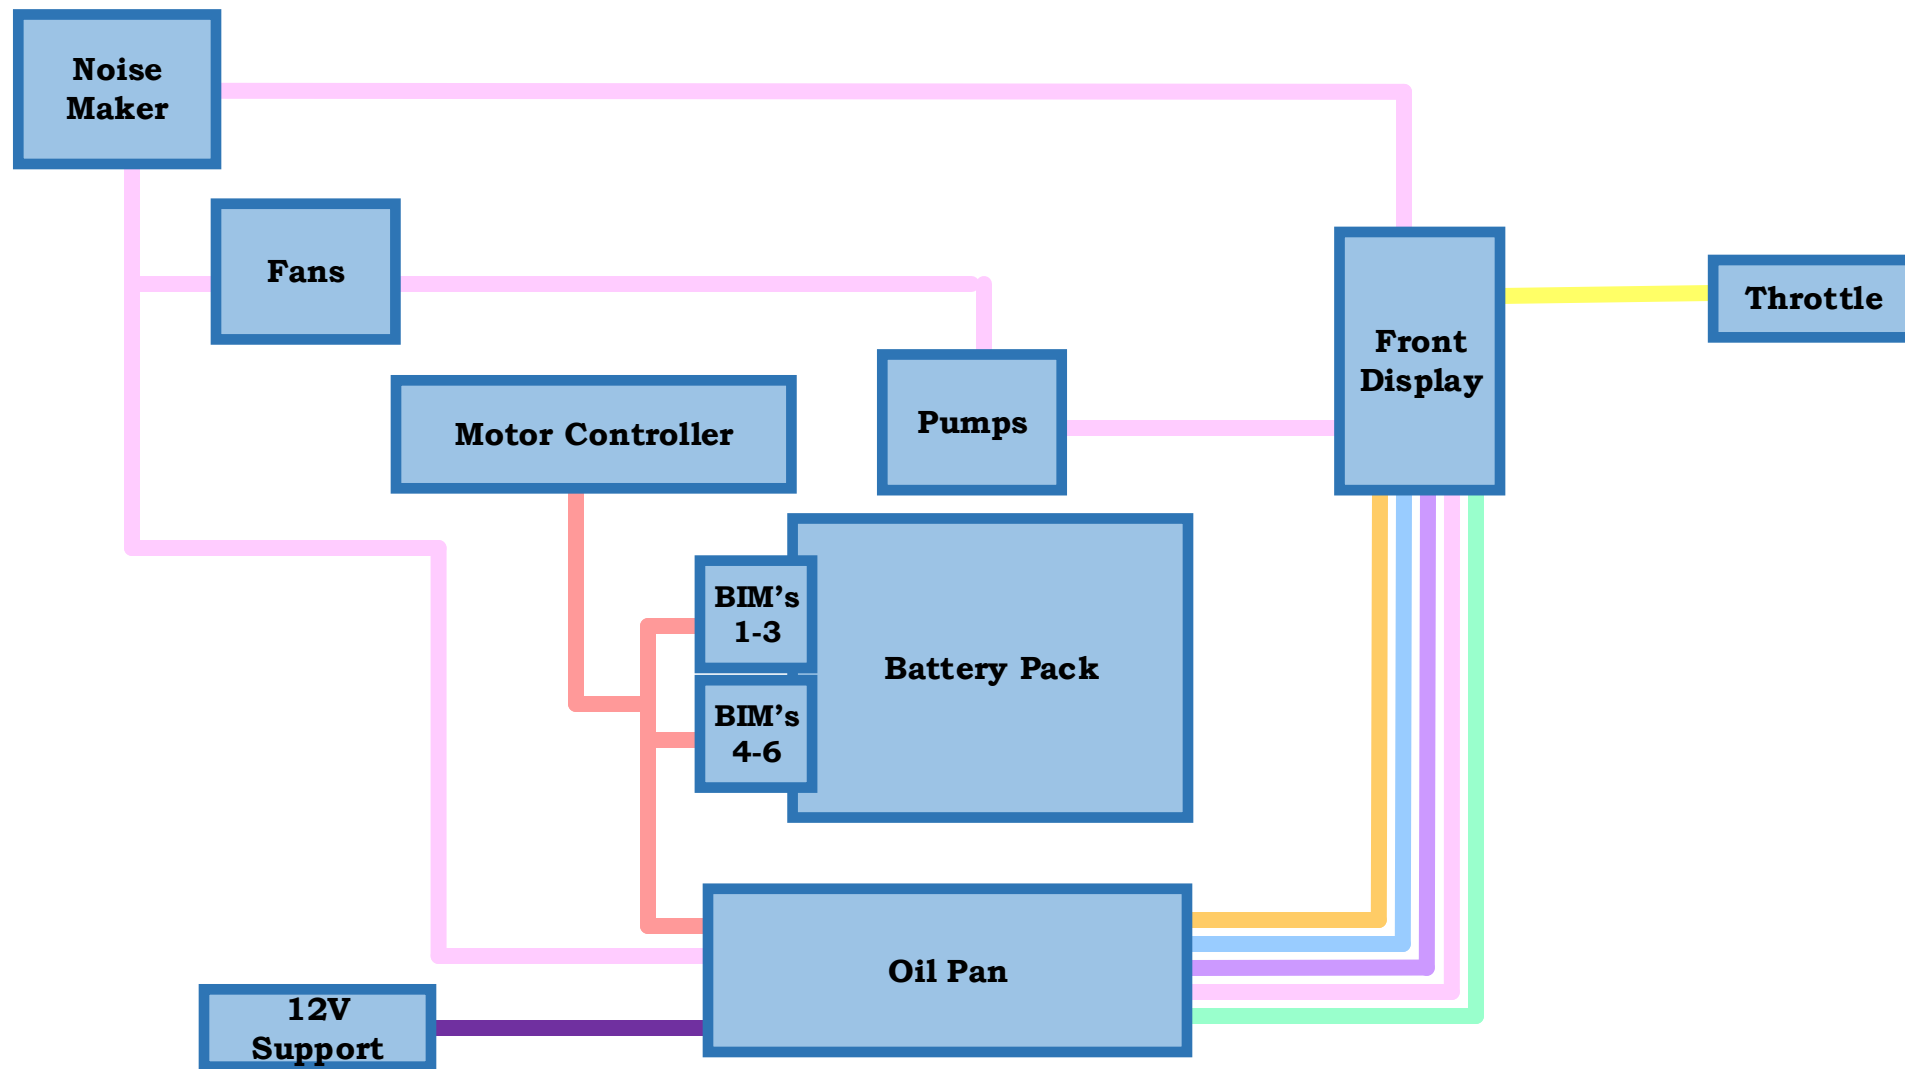 Noise
Maker
Fans
Front
Display
Throttle
Motor Controller
Pumps
BIM’s
1-3
Battery Pack
BIM’s
4-6
Oil Pan
12V
Support